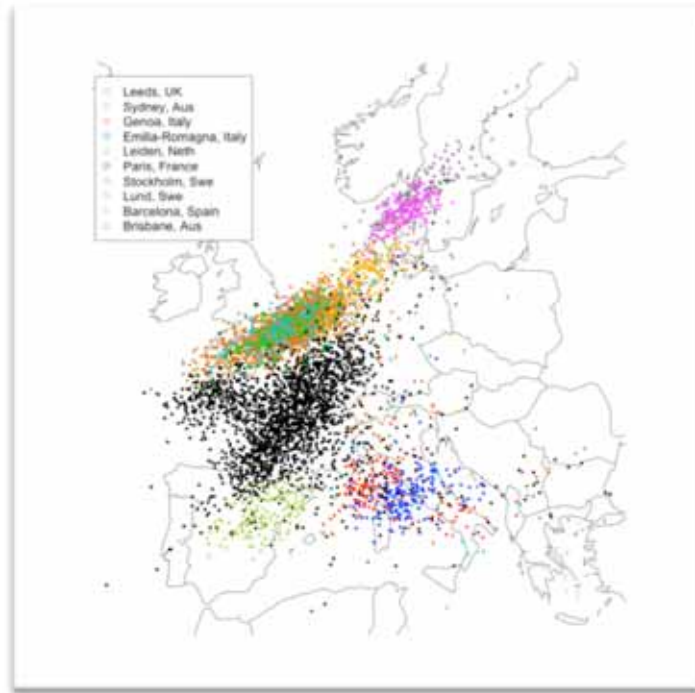 Leeds, UK
Sydney, Aus
Genoa, Italy
Emilia-Romagna, Italy
Leiden, Neth
Paris, France
Stockholm, Swe
Lund, Swe
Barcelona, Spain
Brisbane, Aus